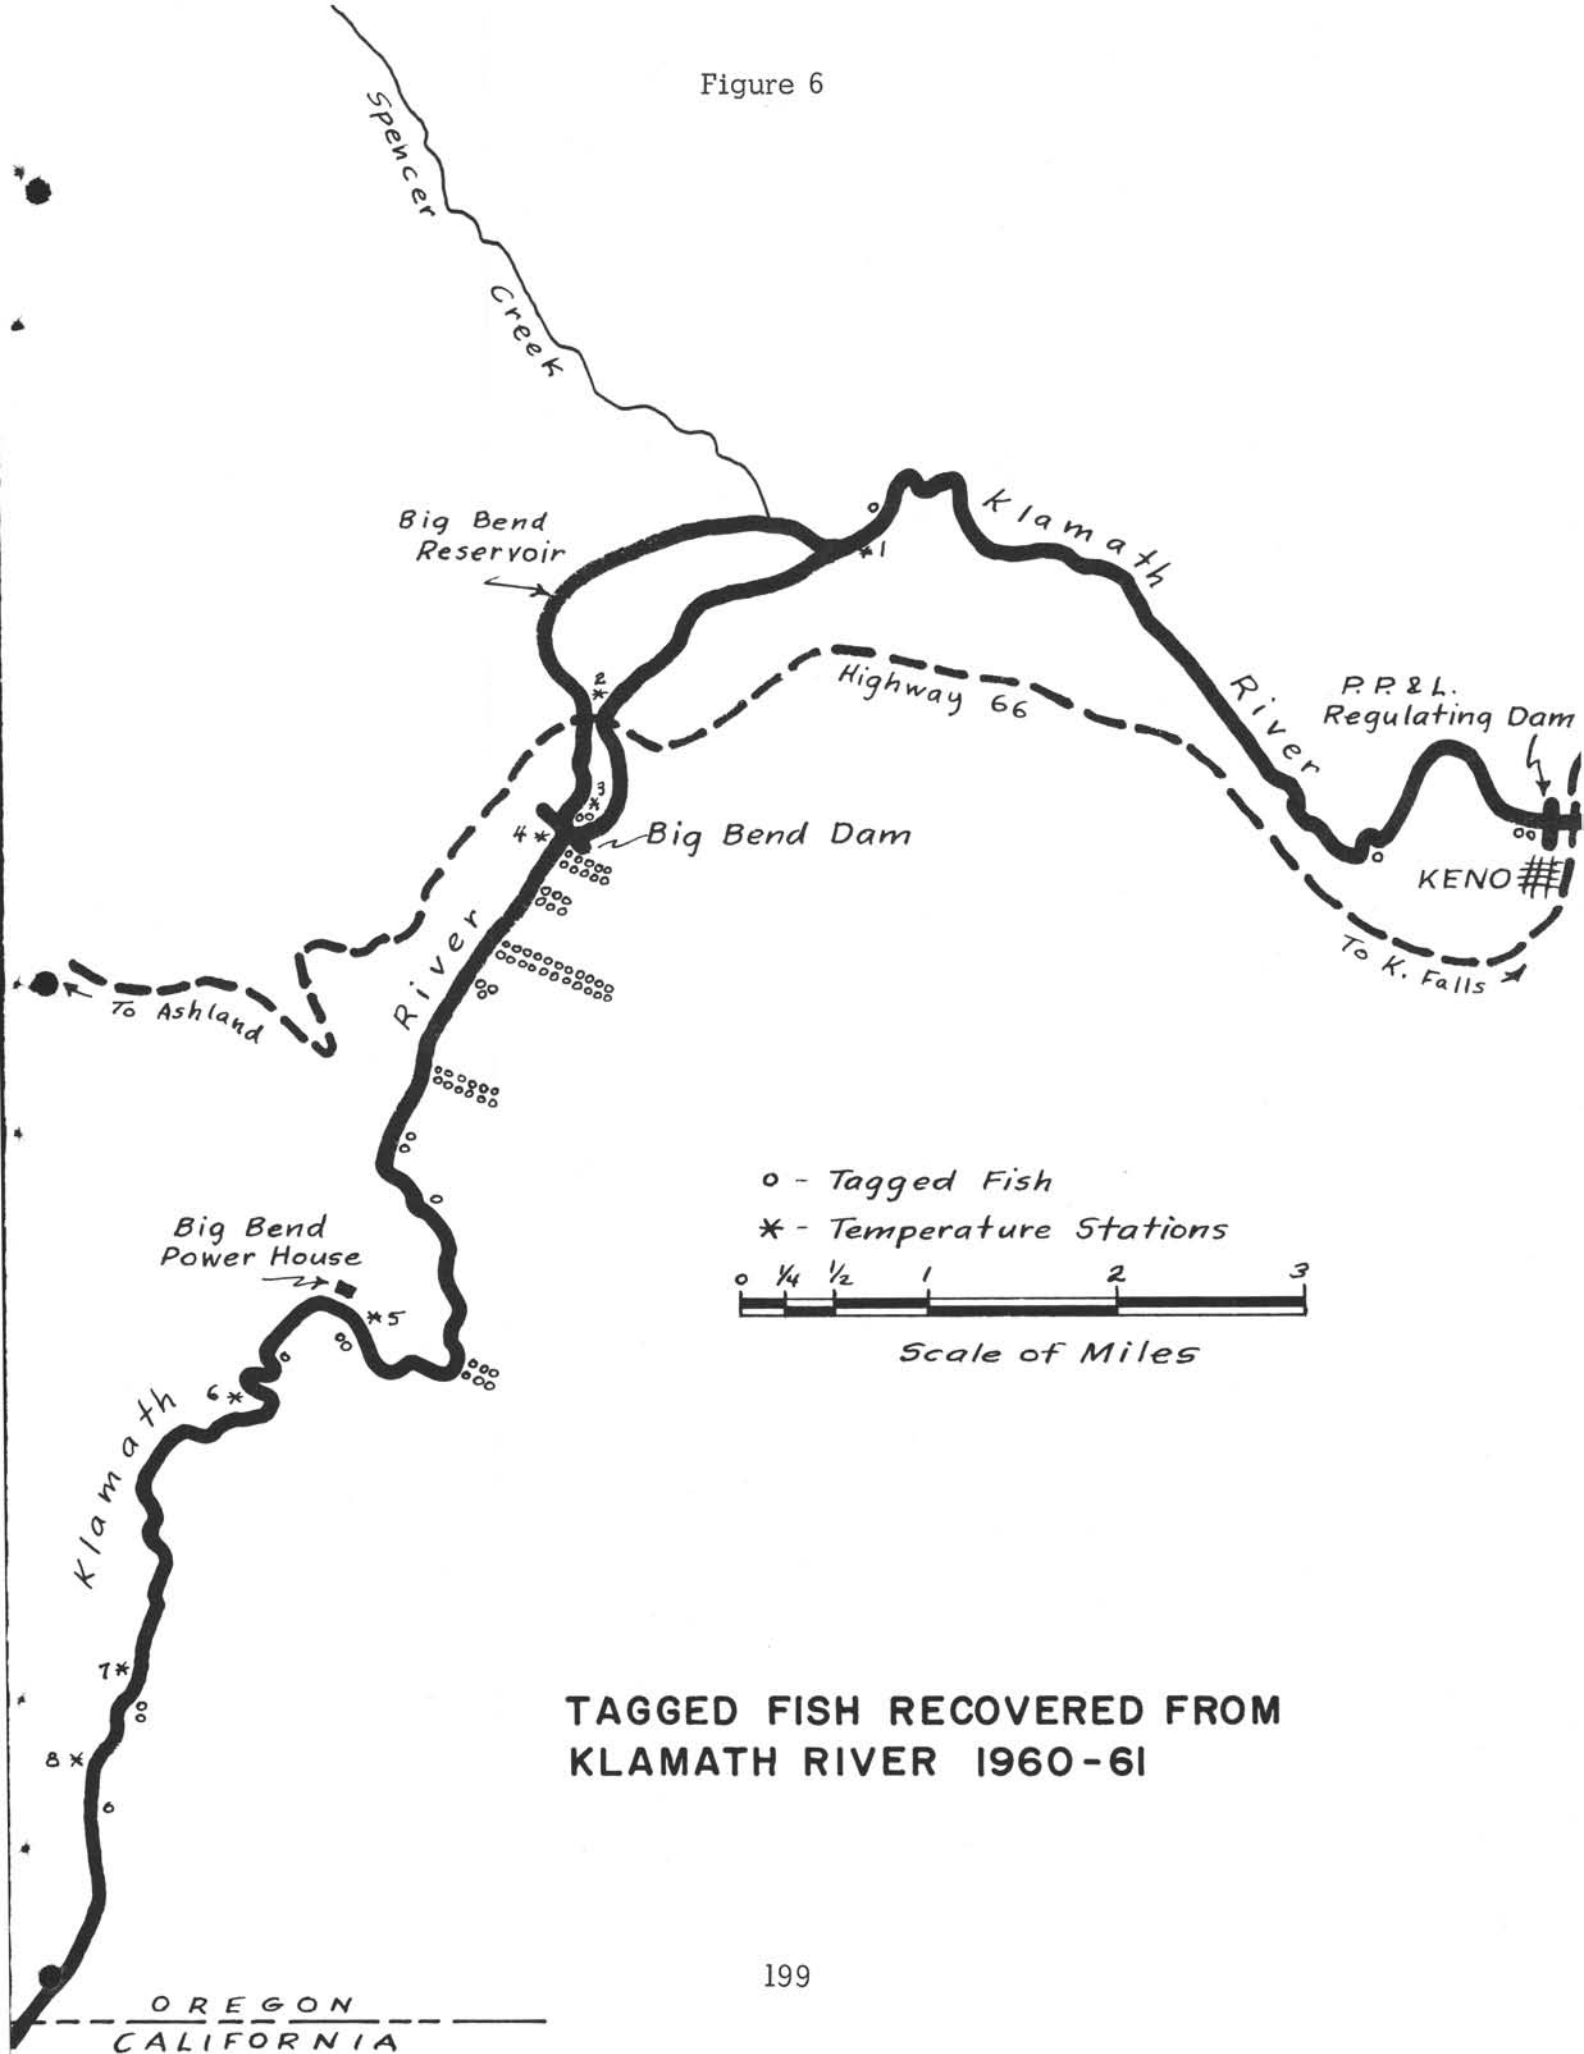 Figure 6
Spencer
Creek
Big Bend
Reservoir
Klamath
1
2
Highway 66
River
P.P. & L.
Regulating Dam
3
4
Big Bend Dam
KENO
River
To K. Falls
To Ashland
o - Tagged Fish
* - Temperature Stations
0 1/4 1/2 1 2 3
Scale of Miles
Big Bend
Power House
5
6
Klamath
7
8
TAGGED FISH RECOVERED FROM
KLAMATH RIVER 1960-61
199
OREGON
CALIFORNIA